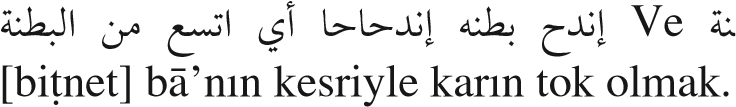 إندح بطنه إندحاحا أي اتسع من البطنة Ve نة
[biṭnet] bā’nın kesriyle karın tok olmak.